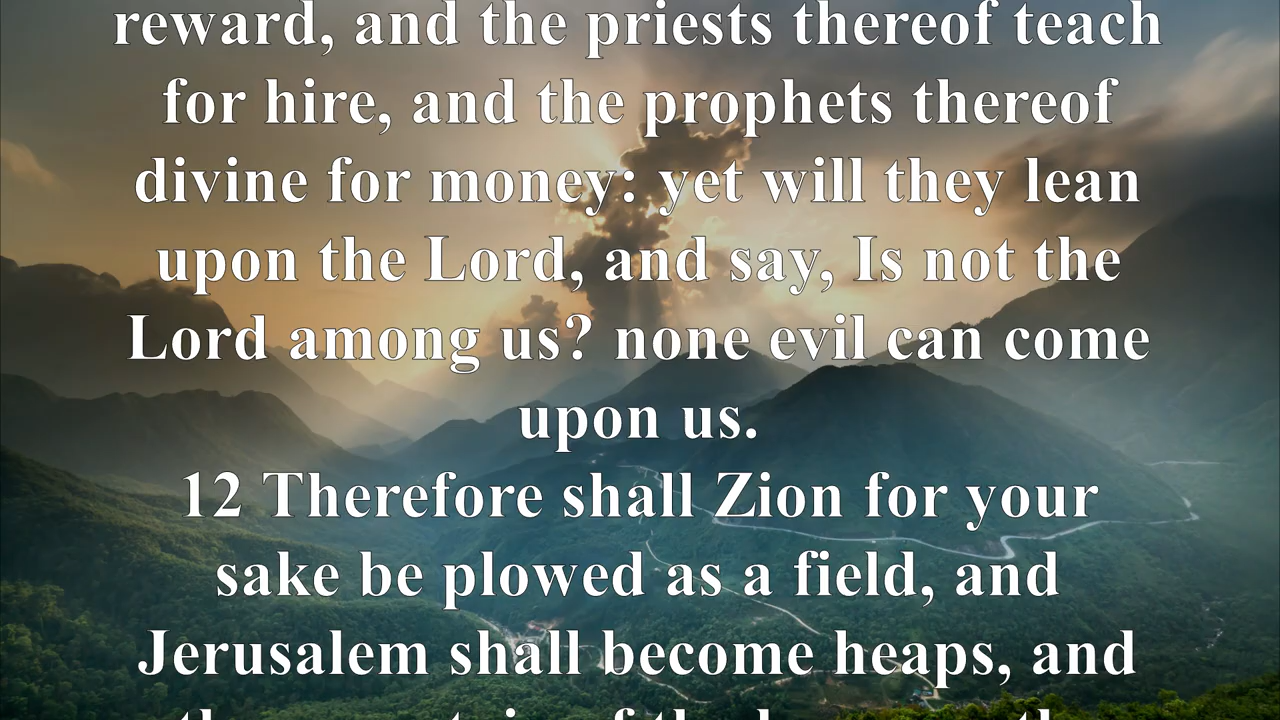 reward, and the priests thereof teach
for hire, and the prophets thereof
divine for money: yet will they lean
upon the Lord, and say, Is not the
Lord among us? none evil can come
upon us.
12 Therefore shall Zion for your
sake be plowed as a field, and
Jerusalem shall become heaps, and